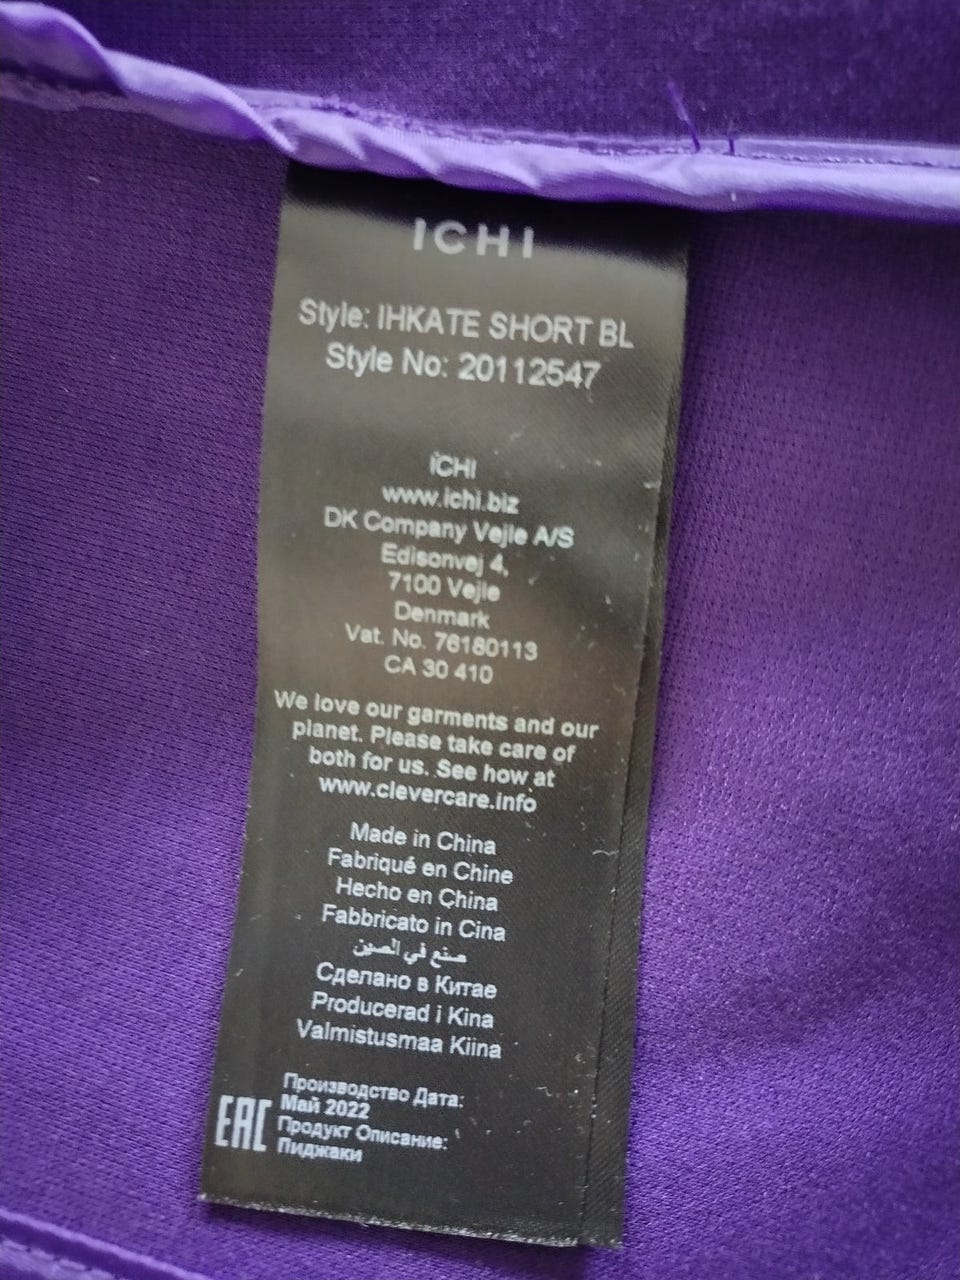 ICHI
Style: IHKATE SHORT BL
Style No: 20112547
ICHI
www.ichi.biz
DK Company Vejle A/S
Edisonvej 4,
7100 Vejle
Denmark
Vat. No. 76180113
CA 30 410
We love our garments and our
planet. Please take care of
both for us. See how at
www.clevercare.info
Made in China
Fabriqué en Chine
Hecho en China
Fabbricato in Cina
صنع في الصين
Сделано в Китае
Producerad i Kina
Valmistusmaa Kiina
EAC
Производство Дата:
Май 2022
Продукт Описание:
Пиджаки